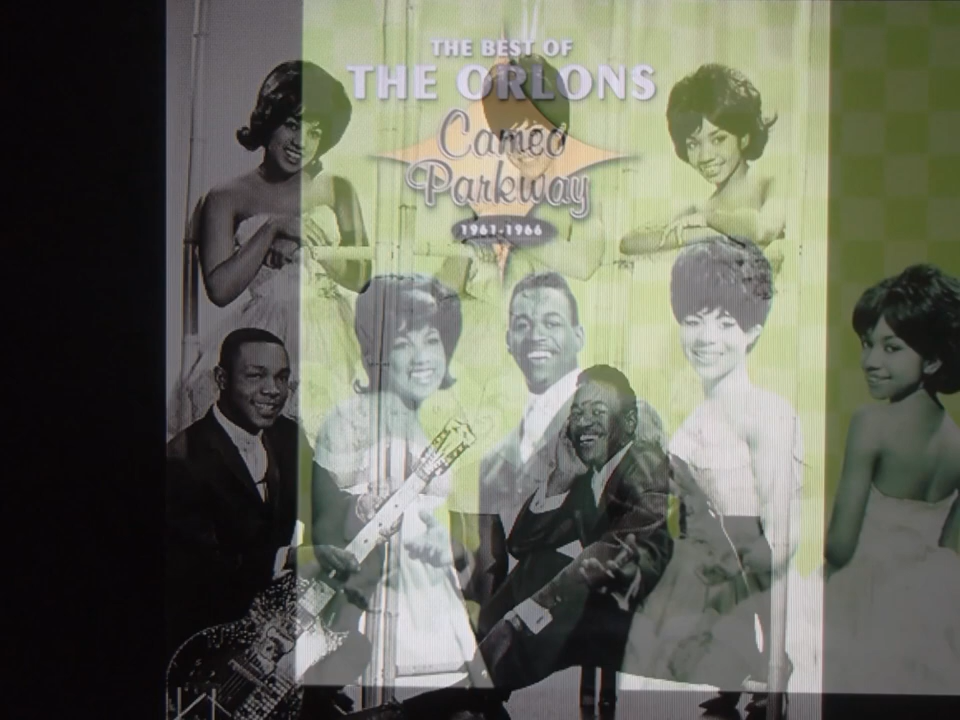 THE BEST OF
THE ORLONS
Cameo
Parkway
1961-1966